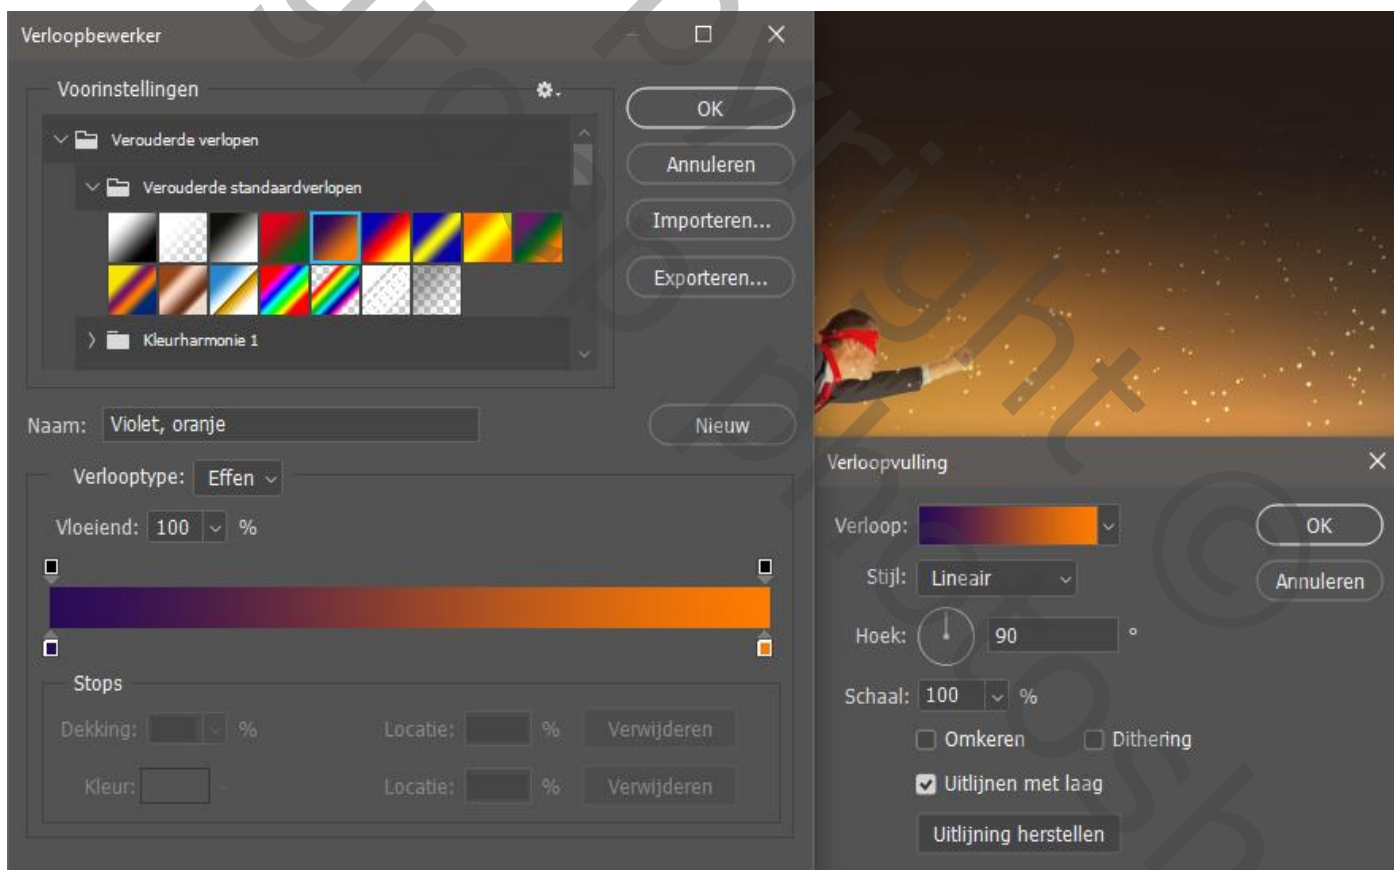 Verloopbewerker
Voorinstellingen
Verouderde verlopen
Verouderde standaardverlopen
Kleurharmonie 1
OK
Annuleren
Importeren...
Exporteren...
Naam: Violet, oranje
Nieuw
Verlooptype: Effen
Vloeiend: 100 %
Stops
Dekking: % Locatie: % Verwijderen
Kleur: Locatie: % Verwijderen
Verloopvulling
Verloop: OK
Stijl: Lineair Annuleren
Hoek: 90 °
Schaal: 100 %
Omkeren Dithering
Uitlijnen met laag
Uitlijning herstellen